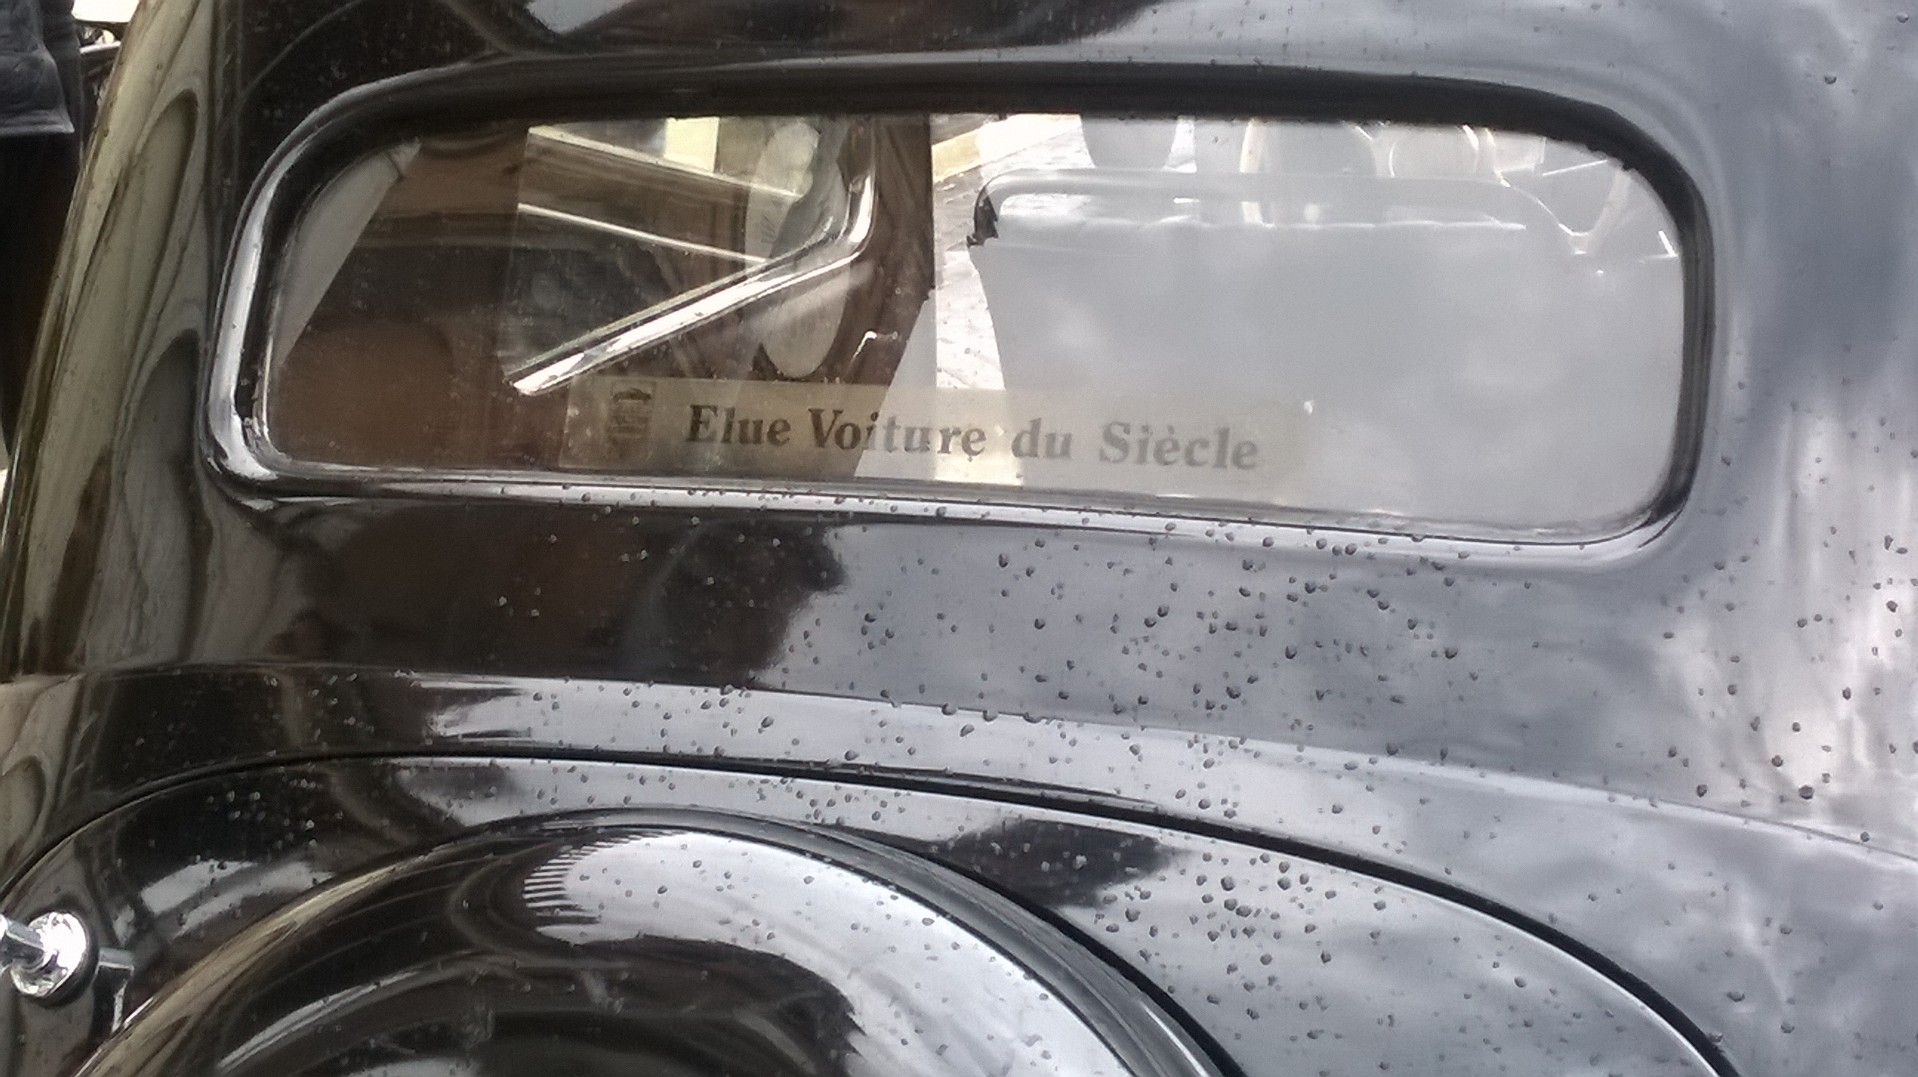 Elue Voiture du Siècle